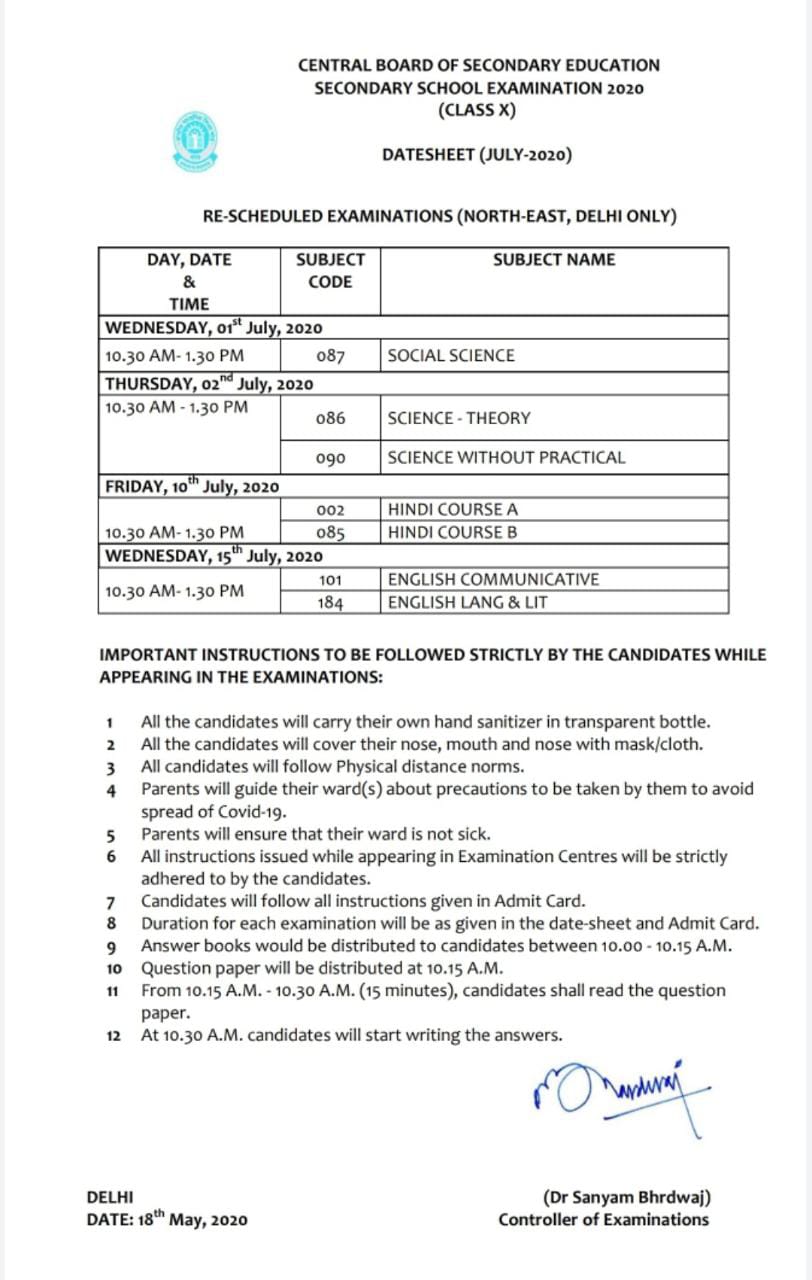 CENTRAL BOARD OF SECONDARY EDUCATION
SECONDARY SCHOOL EXAMINATION 2020
(CLASS X)
DATESHEET (JULY-2020)
RE-SCHEDULED EXAMINATIONS (NORTH-EAST, DELHI ONLY)
DAY, DATE & TIME SUBJECT CODE SUBJECT NAME
WEDNESDAY, 01st July, 2020
10.30 AM- 1.30 PM 087 SOCIAL SCIENCE
THURSDAY, 02nd July, 2020
10.30 AM - 1.30 PM 086 SCIENCE - THEORY
090 SCIENCE WITHOUT PRACTICAL
FRIDAY, 10th July, 2020
002 HINDI COURSE A
10.30 AM- 1.30 PM 085 HINDI COURSE B
WEDNESDAY, 15th July, 2020
10.30 AM- 1.30 PM 101 ENGLISH COMMUNICATIVE
184 ENGLISH LANG & LIT
IMPORTANT INSTRUCTIONS TO BE FOLLOWED STRICTLY BY THE CANDIDATES WHILE
APPEARING IN THE EXAMINATIONS:
1 All the candidates will carry their own hand sanitizer in transparent bottle.
2 All the candidates will cover their nose, mouth and nose with mask/cloth.
3 All candidates will follow Physical distance norms.
4 Parents will guide their ward(s) about precautions to be taken by them to avoid
spread of Covid-19.
5 Parents will ensure that their ward is not sick.
6 All instructions issued while appearing in Examination Centres will be strictly
adhered to by the candidates.
7 Candidates will follow all instructions given in Admit Card.
8 Duration for each examination will be as given in the date-sheet and Admit Card.
9 Answer books would be distributed to candidates between 10.00 - 10.15 A.M.
10 Question paper will be distributed at 10.15 A.M.
11 From 10.15 A.M. - 10.30 A.M. (15 minutes), candidates shall read the question
paper.
12 At 10.30 A.M. candidates will start writing the answers.
DELHI (Dr Sanyam Bhrdwaj)
DATE: 18th May, 2020 Controller of Examinations